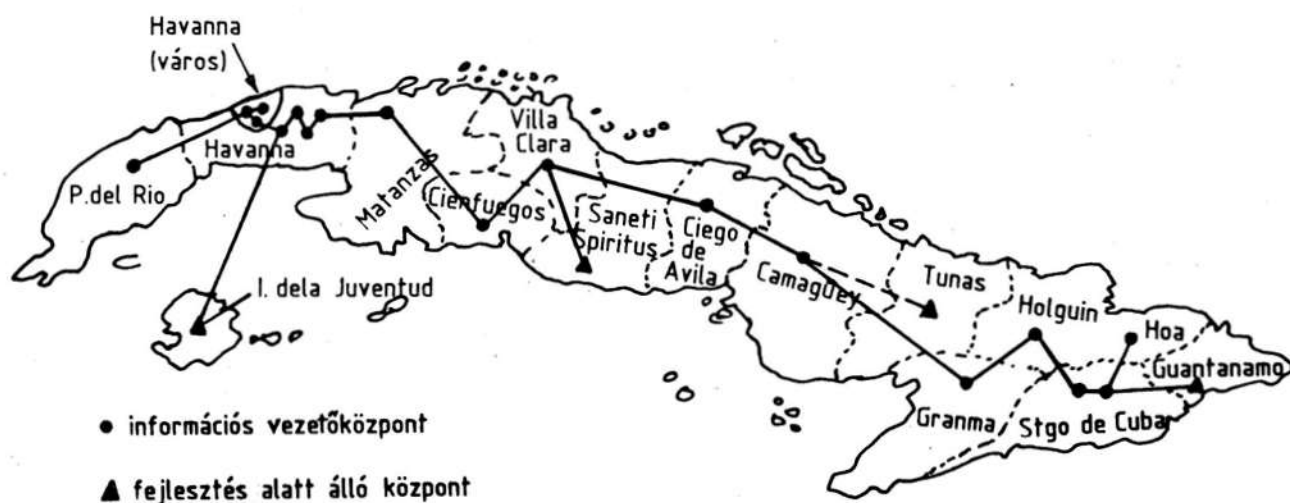 Havanna
(város)
Havanna
P.del Rio
I. dela Juventud
Matanzas
Cienfuegos
Villa
Clara
Saneti
Spiritus
Ciego
de
Avila
Camagüey
Tunas
Holguin
Hoa
Guantanamo
Granma
Stgo de Cuba
● információs vezetőközpont
▲ fejlesztés alatt álló központ